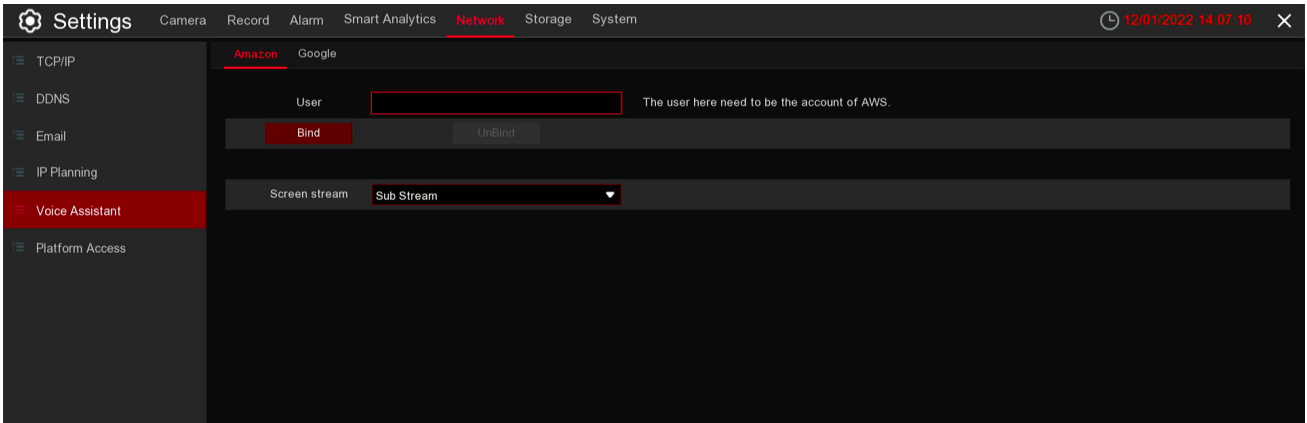 Settings Camera Record Alarm Smart Analytics Network Storage System 12/01/2022 14:07:10
TCP/IP
DDNS
Email
IP Planning
Voice Assistant
Platform Access
Amazon Google
User The user here need to be the account of AWS.
Bind UnBind
Screen stream Sub Stream